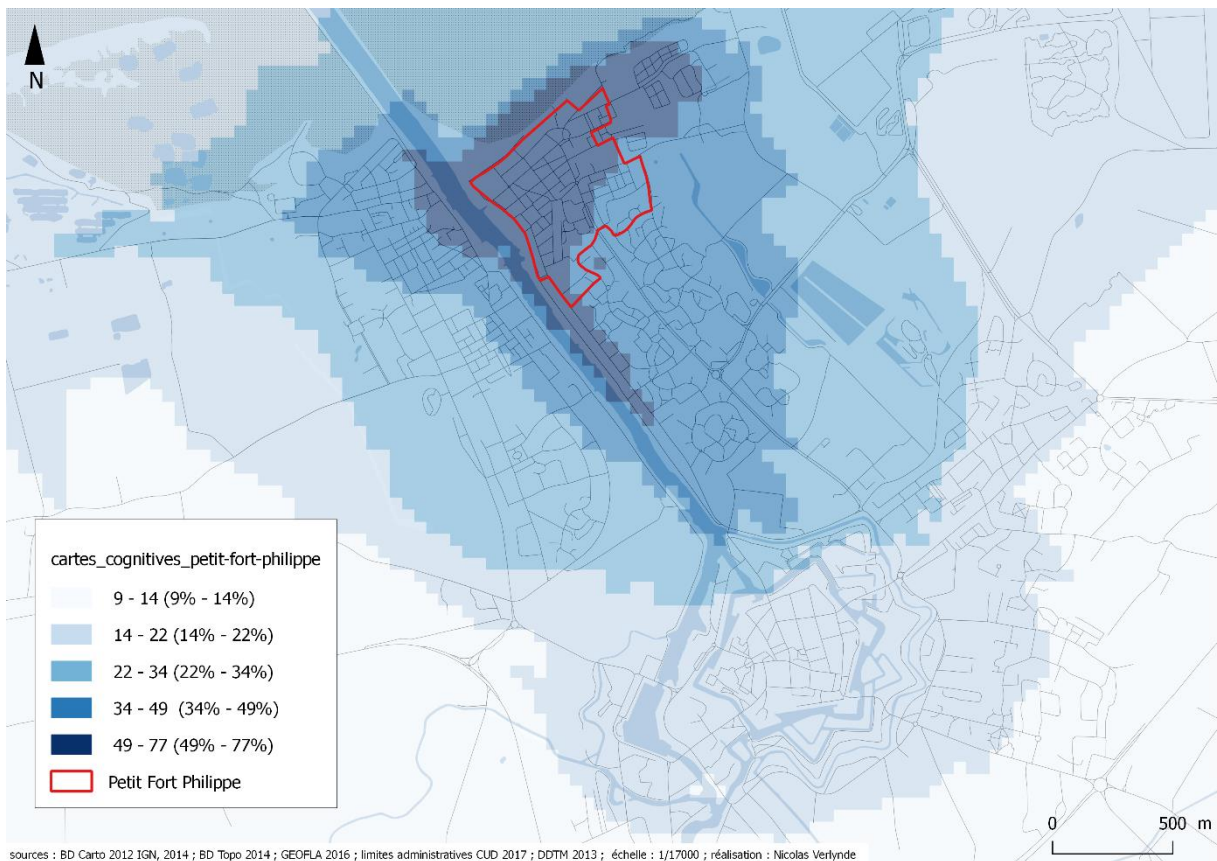 N
cartes_cognitives_petit-fort-philippe
9 - 14 (9% - 14%)
14 - 22 (14% - 22%)
22 - 34 (22% - 34%)
34 - 49 (34% - 49%)
49 - 77 (49% - 77%)
Petit Fort Philippe
0 500 m
sources : BD Carto 2012 IGN, 2014 ; BD Topo 2014 ; GEOFLA 2016 ; limites administratives CUD 2017 ; DDTM 2013 ; échelle : 1/17000 ; réalisation : Nicolas Verlynde